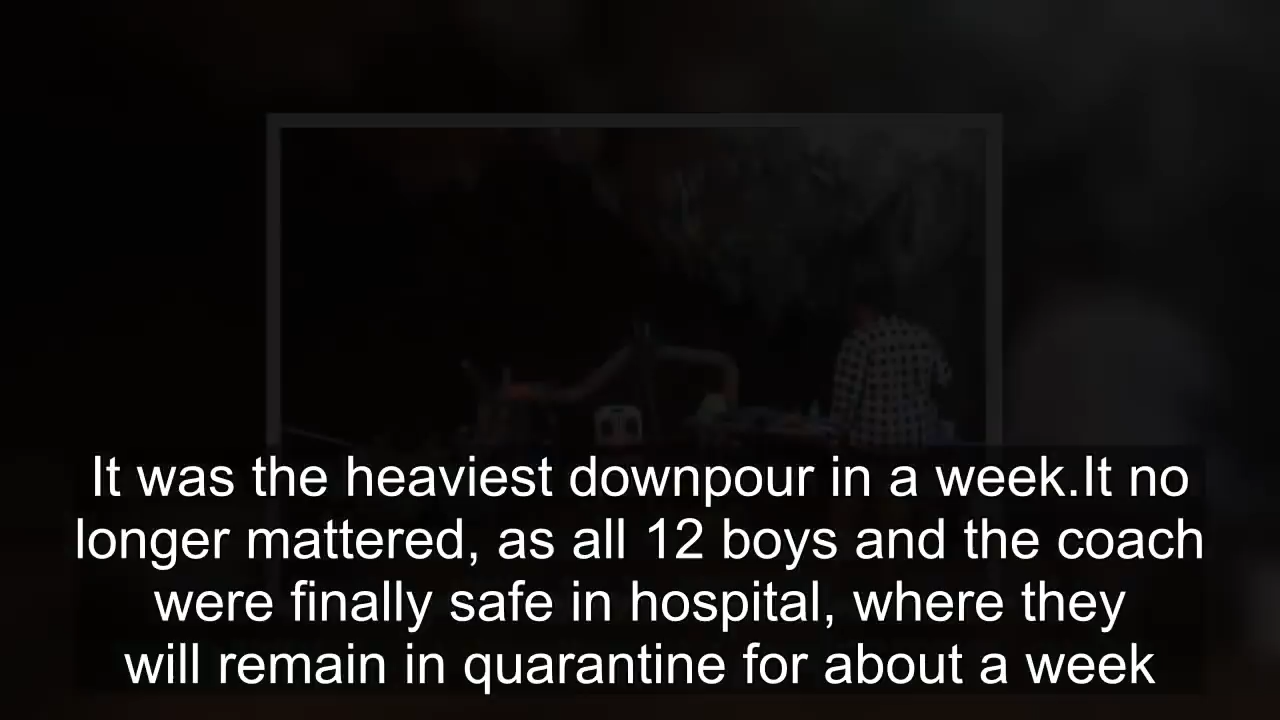 It was the heaviest downpour in a week.It no
longer mattered, as all 12 boys and the coach
were finally safe in hospital, where they
will remain in quarantine for about a week